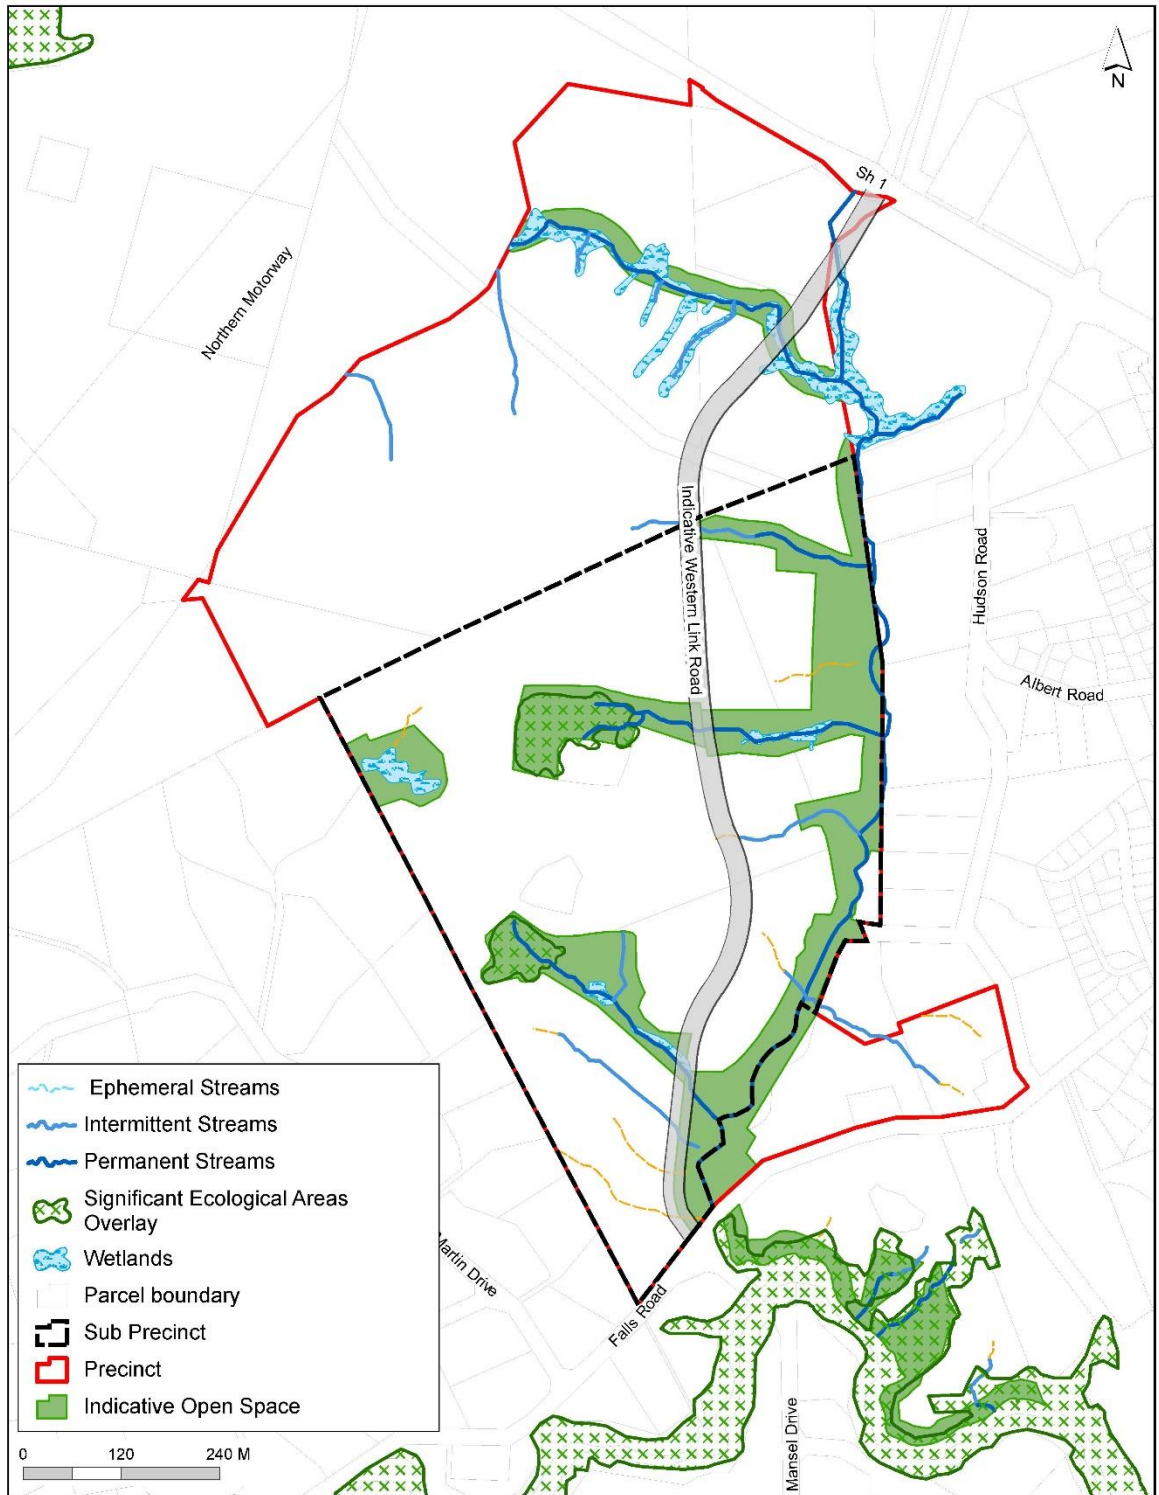 N
Sh 1
Northern Motorway
Indicative Western Link Road
Hudson Road
Albert Road
Martin Drive
Falls Road
Mansel Drive
Ephemeral Streams
Intermittent Streams
Permanent Streams
Significant Ecological Areas
Overlay
Wetlands
Parcel boundary
Sub Precinct
Precinct
Indicative Open Space
0 120 240 M